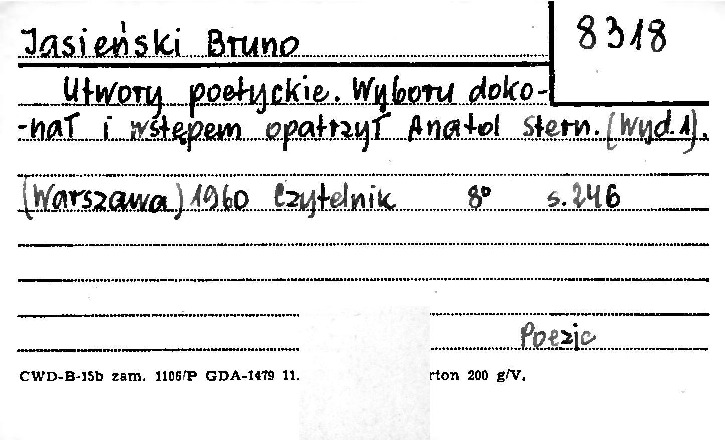 Jasieński Bruno
8318
Utwory poetyckie. Wyboru doko-
-nał i wstępem opatrzył Anatol Stern. (Wyd. 1).
(Warszawa) 1960 Czytelnik 8° s. 246
Poezje
CWD-B-15b zam. 1106/P GDA-1479 11. rton 200 g/V.